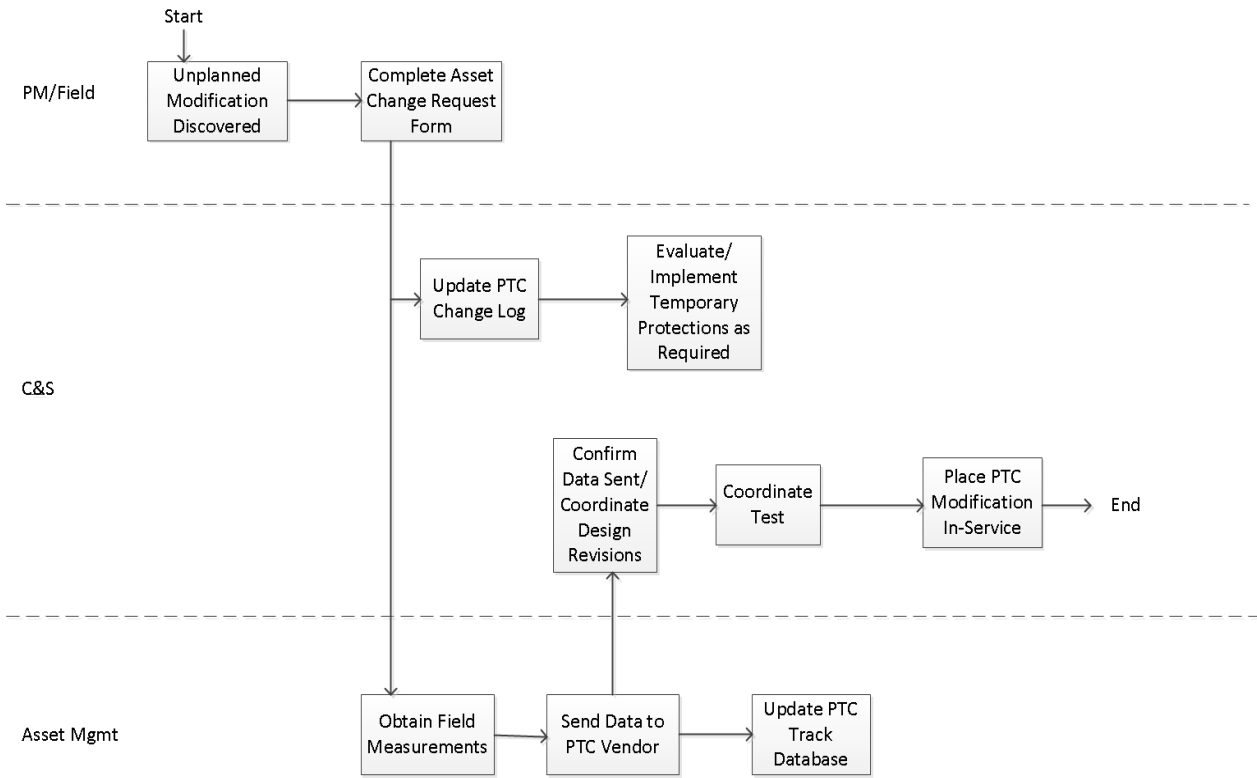 Start
PM/Field
Unplanned
Modification
Discovered
Complete Asset
Change Request
Form
C&S
Update PTC
Change Log
Evaluate/
Implement
Temporary
Protections as
Required
Confirm
Data Sent/
Coordinate
Design
Revisions
Coordinate
Test
Place PTC
Modification
In-Service
End
Asset Mgmt
Obtain Field
Measurements
Send Data to
PTC Vendor
Update PTC
Track
Database